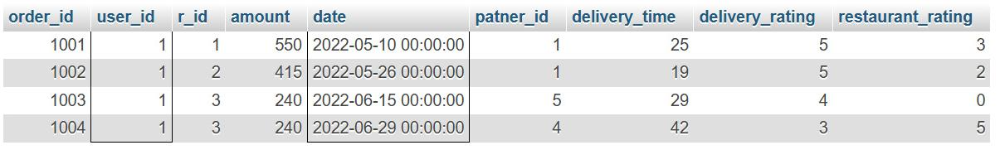 order_id user_id r_id amount date patner_id delivery_time delivery_rating restaurant_rating
1001 1 1 550 2022-05-10 00:00:00 1 25 5 3
1002 1 2 415 2022-05-26 00:00:00 1 19 5 2
1003 1 3 240 2022-06-15 00:00:00 5 29 4 0
1004 1 3 240 2022-06-29 00:00:00 4 42 3 5